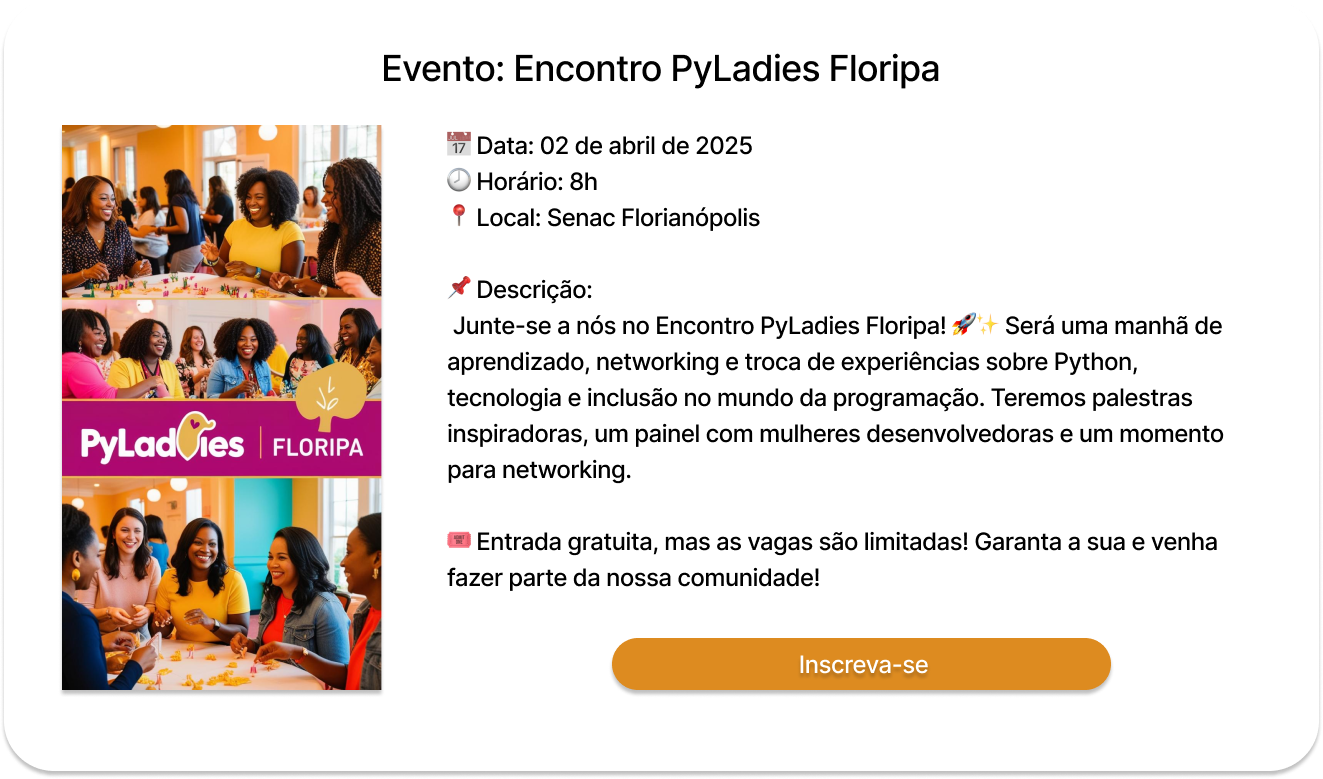 Evento: Encontro PyLadies Floripa
📅 Data: 02 de abril de 2025
🕗 Horário: 8h
📍 Local: Senac Florianópolis
📌 Descrição:
Junte-se a nós no Encontro PyLadies Floripa! 🚀✨ Será uma manhã de
aprendizado, networking e troca de experiências sobre Python,
tecnologia e inclusão no mundo da programação. Teremos palestras
inspiradoras, um painel com mulheres desenvolvedoras e um momento
para networking.
🎟️ Entrada gratuita, mas as vagas são limitadas! Garanta a sua e venha
fazer parte da nossa comunidade!
Inscreva-se
PyLadies | FLORIPA